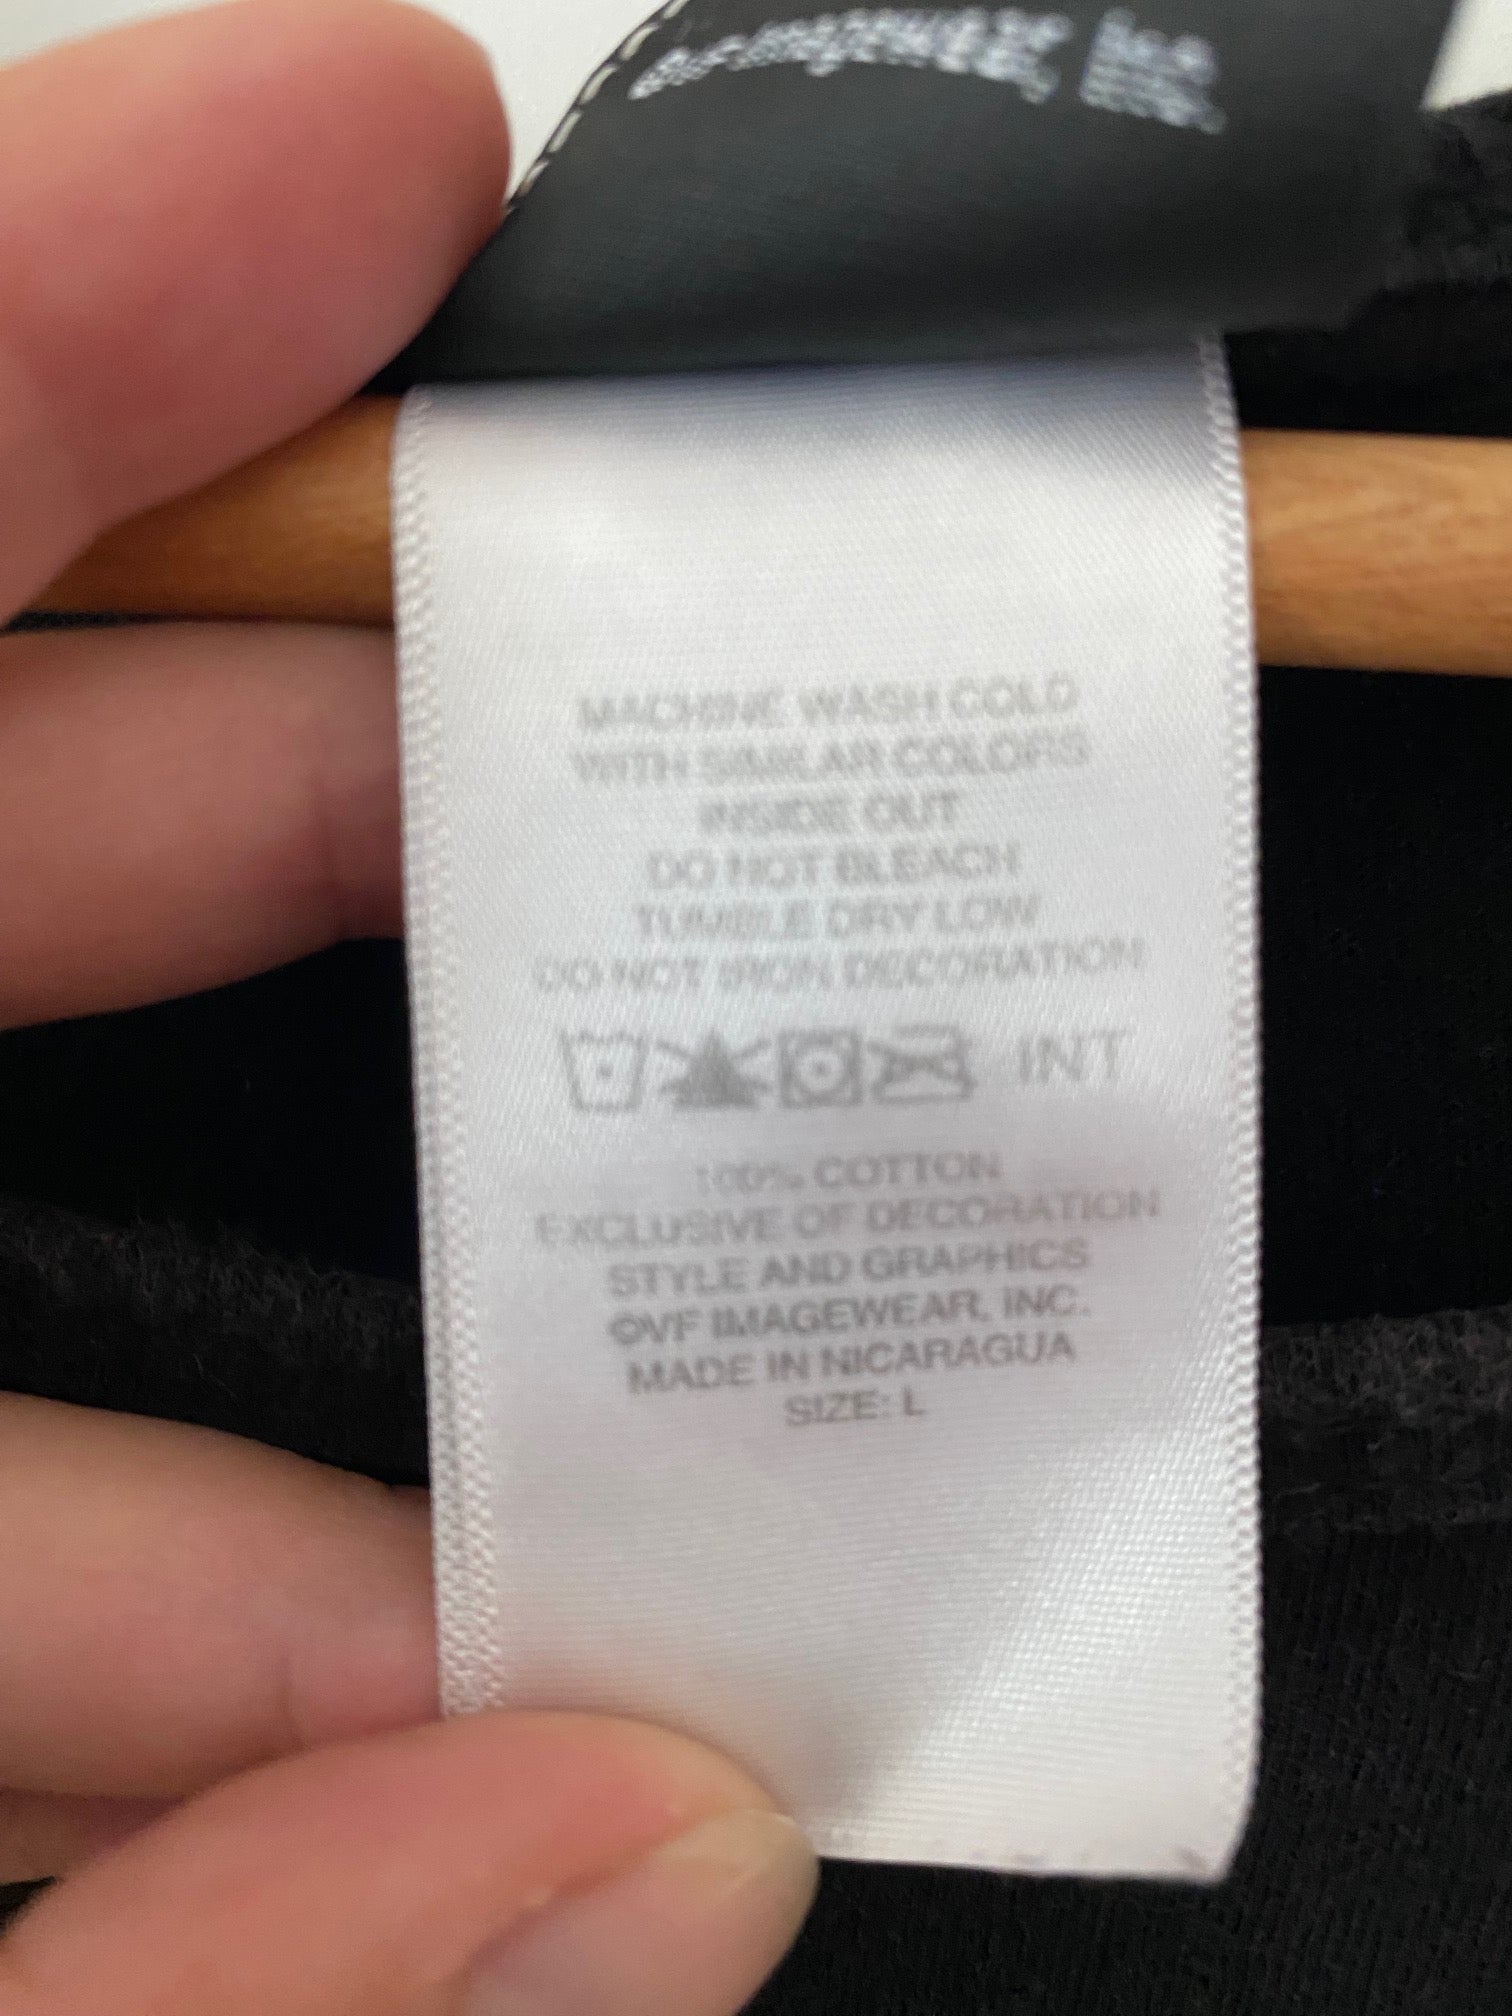 MACHINE WASH COLD
WITH SIMILAR COLORS
INSIDE OUT
DO NOT BLEACH
TUMBLE DRY LOW
DO NOT IRON DECORATION
INT
100% COTTON
EXCLUSIVE OF DECORATION
STYLE AND GRAPHICS
©VF IMAGEWEAR, INC.
MADE IN NICARAGUA
SIZE: L